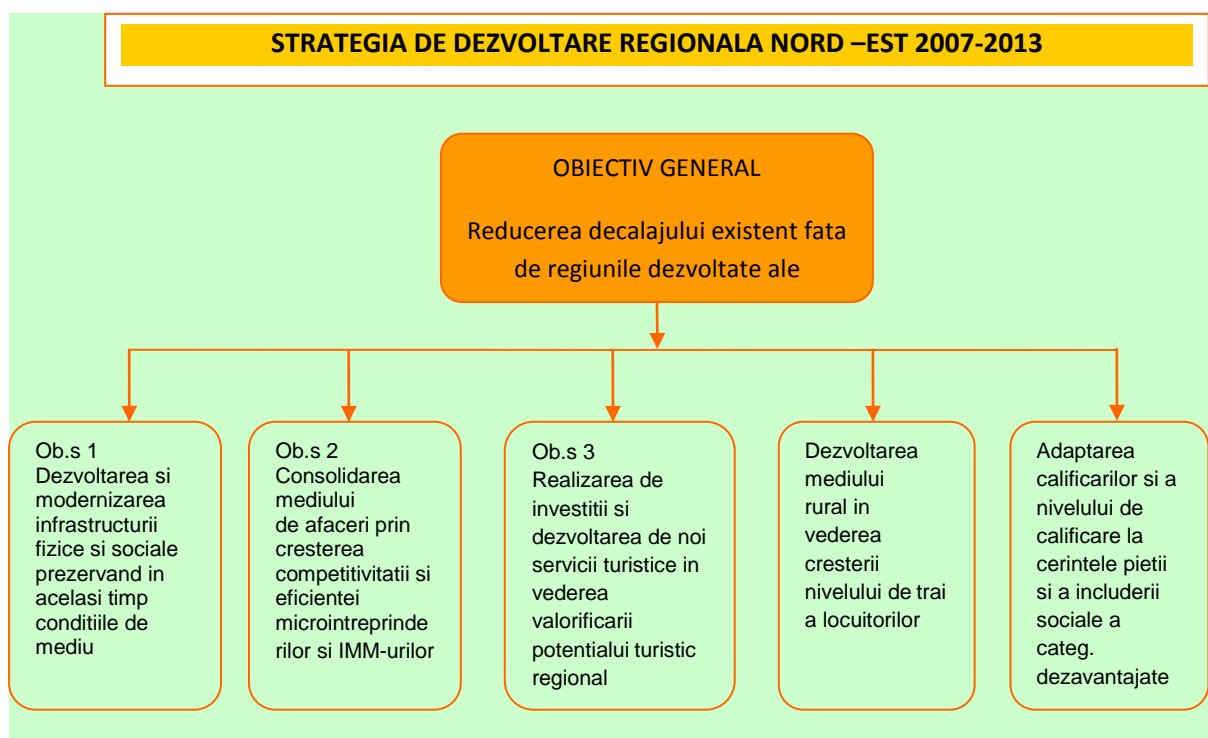 STRATEGIA DE DEZVOLTARE REGIONALA NORD –EST 2007-2013
OBIECTIV GENERAL
Reducerea decalajului existent fata
de regiunile dezvoltate ale
Ob.s 1
Dezvoltarea si
modernizarea
infrastructurii
fizice si sociale
prezervand in
acelasi timp
conditiile de
mediu
Ob.s 2
Consolidarea
mediului
de afaceri prin
cresterea
competitivitatii si
eficientei
microintreprinde
rilor si IMM-urilor
Ob.s 3
Realizarea de
investitii si
dezvoltarea de noi
servicii turistice in
vederea
valorificarii
potentialui turistic
regional
Dezvoltarea
mediului
rural in
vederea
cresterii
nivelului de trai
a locuitorilor
Adaptarea
calificarilor si a
nivelului de
calificare la
cerintele pietii
si a includerii
sociale a
categ.
dezavantajate